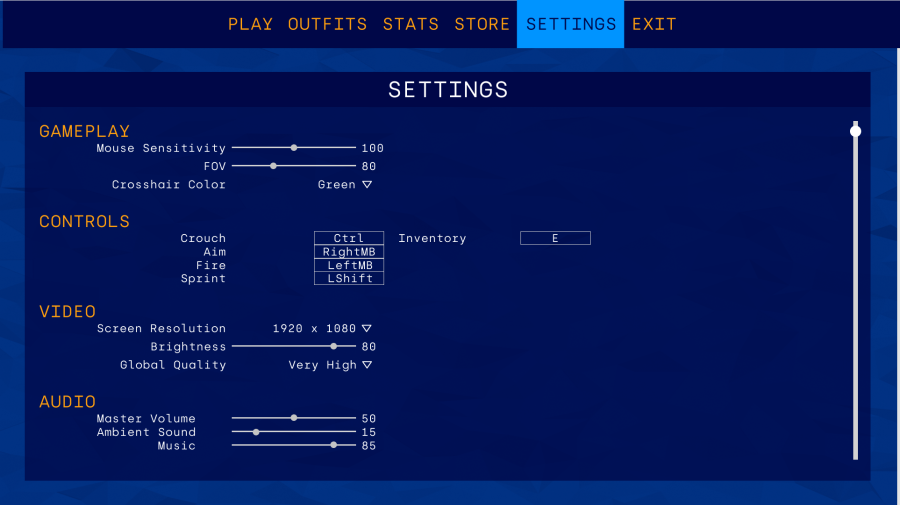 PLAY OUTFITS STATS STORE SETTINGS EXIT
SETTINGS
GAMEPLAY
Mouse Sensitivity 100
FOV 80
Crosshair Color Green
CONTROLS
Crouch Ctrl Inventory E
Aim RightMB
Fire LeftMB
Sprint LShift
VIDEO
Screen Resolution 1920 x 1080
Brightness 80
Global Quality Very High
AUDIO
Master Volume 50
Ambient Sound 15
Music 85